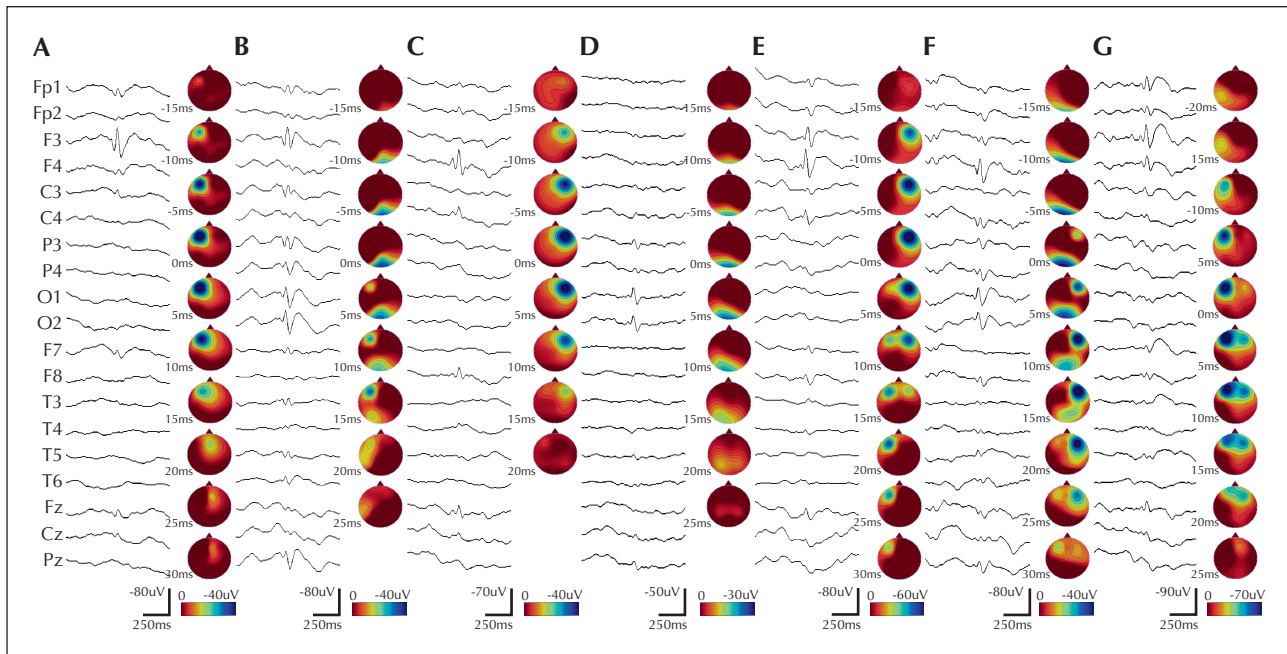 A B C D E F G
Fp1
-15ms -15ms -15ms 15ms -15ms -15ms -20ms
Fp2
F3
-10ms -10ms -10ms -10ms -10ms -10ms 15ms
F4
C3
-5ms -5ms -5ms -5ms 5ms -5ms -10ms
C4
P3
0ms 0ms 0ms 0ms 0ms 0ms 5ms
P4
O1
5ms 5ms 5ms 5ms 5ms 5ms 0ms
O2
F7
10ms 10ms 10ms 10ms 10ms 10ms 5ms
F8
T3
15ms 15ms 15ms 15ms 15ms 15ms 10ms
T4
T5
20ms 20ms 20ms 20ms 20ms 20ms 15ms
T6
Fz
25ms 25ms 25ms 25ms 25ms 20ms
Cz
Pz
30ms 30ms 30ms 25ms
-80uV 0 -40uV -80uV 0 -40uV -70uV 0 -40uV -50uV 0 -30uV -80uV 0 -60uV -80uV 0 -40uV -90uV 0 -70uV
250ms 250ms 250ms 250ms 250ms 250ms 250ms